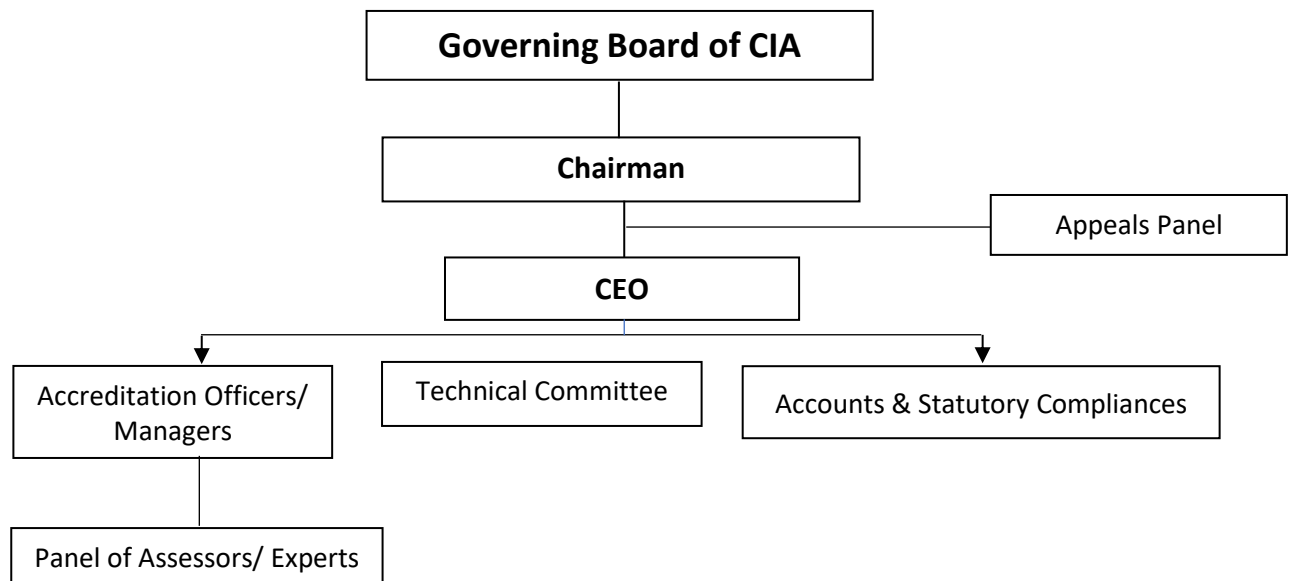 Governing Board of CIA
Chairman
Appeals Panel
CEO
Accreditation Officers/
Managers
Technical Committee
Accounts & Statutory Compliances
Panel of Assessors/ Experts